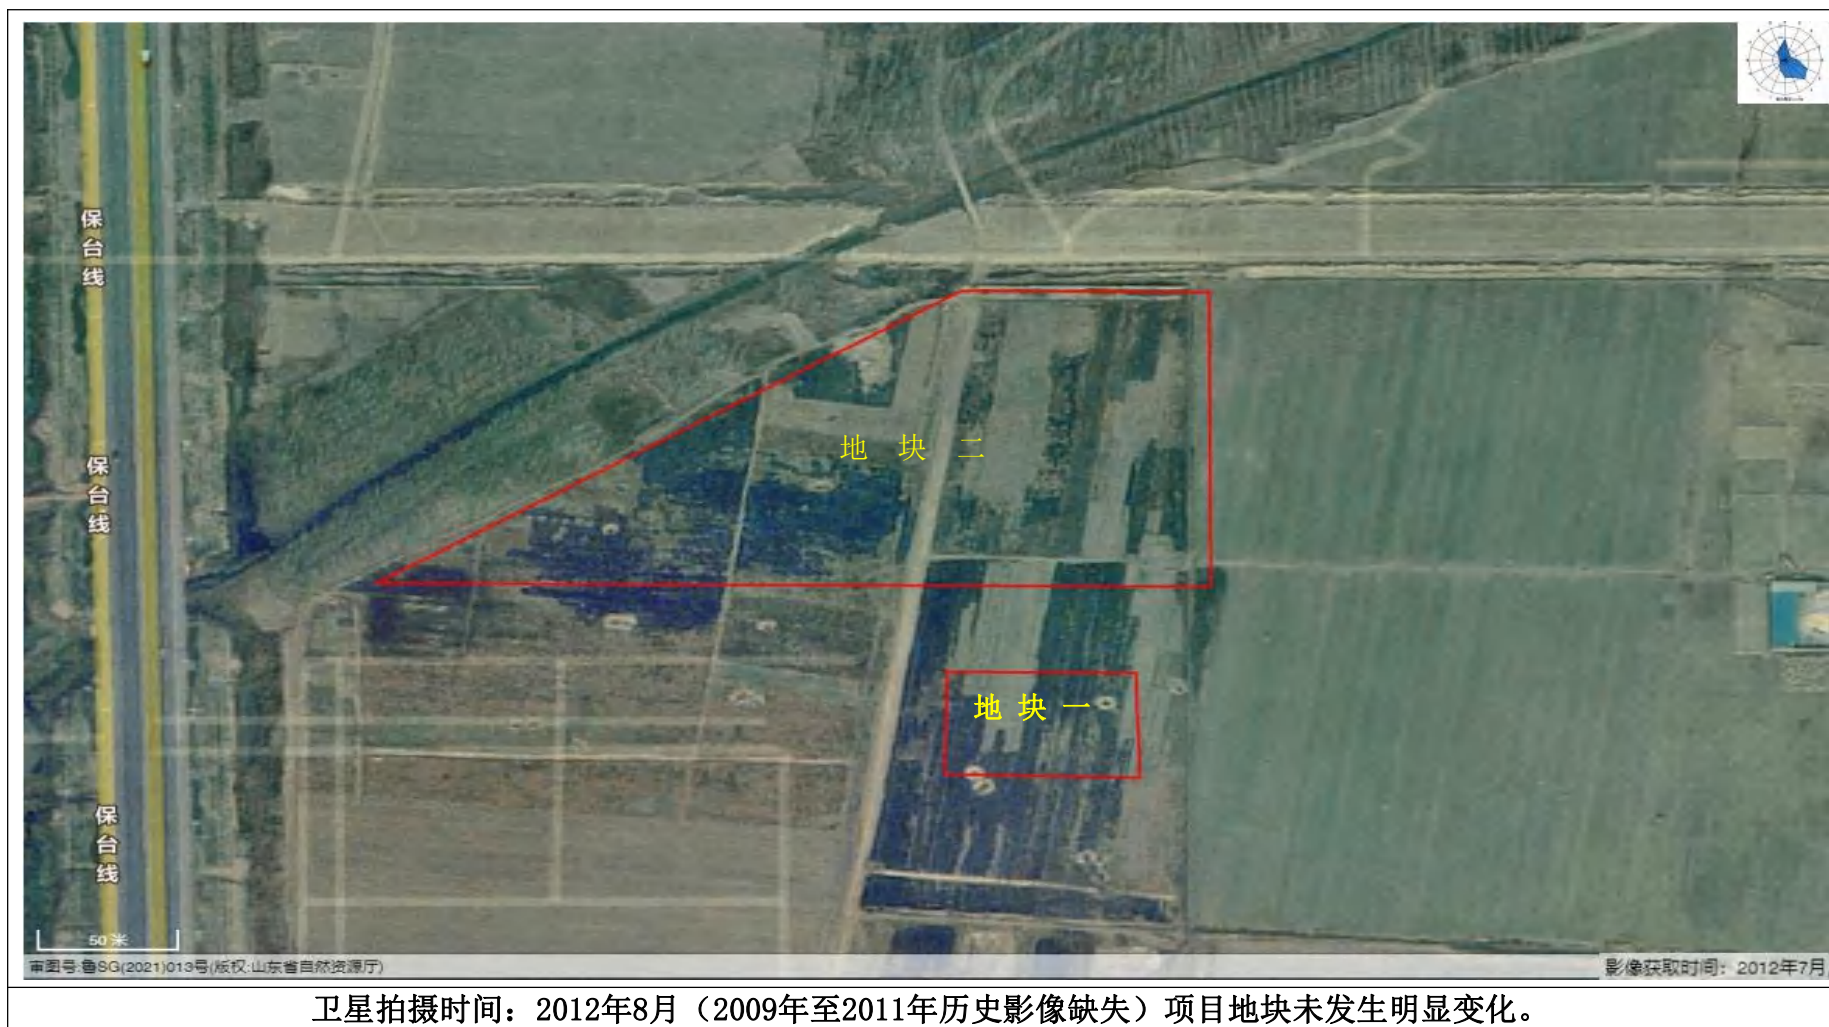 保台线
保台线
保台线
地 块 二
地 块 一
50 米
审图号:鲁SG(2021)013号(版权:山东省自然资源厅)
影像获取时间：2012年7月
卫星拍摄时间：2012年8月（2009年至2011年历史影像缺失）项目地块未发生明显变化。